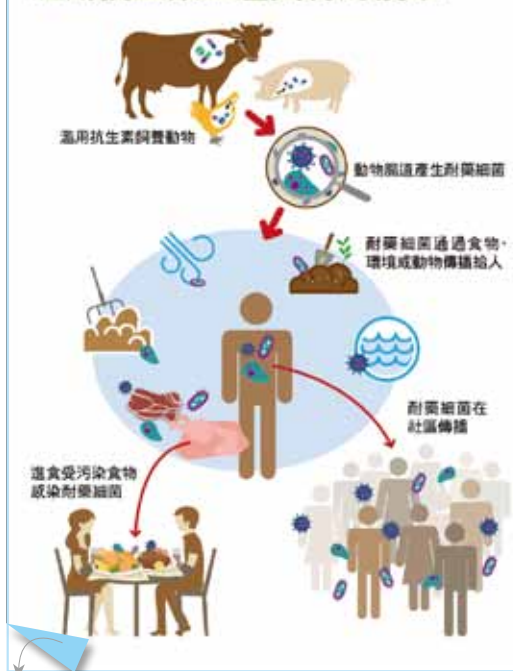 濫用抗生素飼養動物
動物腸道產生耐藥細菌
耐藥細菌通過食物、
環境或動物傳播給人
耐藥細菌在
社區傳播
進食受污染食物
感染耐藥細菌